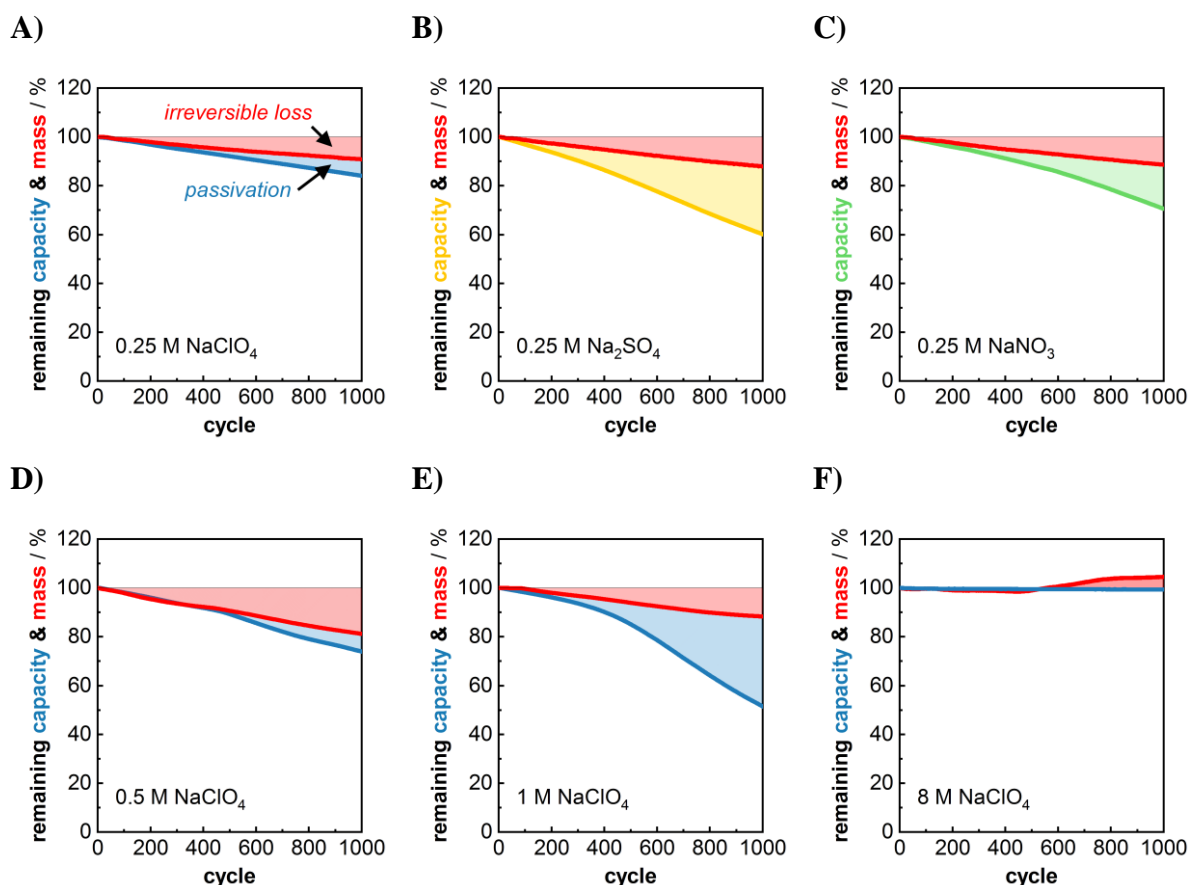 A)
remaining capacity & mass / %
120
100
80
60
40
20
0
irreversible loss
passivation
0.25 M NaClO₄
0 200 400 600 800 1000
cycle
B)
remaining capacity & mass / %
120
100
80
60
40
20
0
0.25 M Na₂SO₄
0 200 400 600 800 1000
cycle
C)
remaining capacity & mass / %
120
100
80
60
40
20
0
0.25 M NaNO₃
0 200 400 600 800 1000
cycle
D)
remaining capacity & mass / %
120
100
80
60
40
20
0
0.5 M NaClO₄
0 200 400 600 800 1000
cycle
E)
remaining capacity & mass / %
120
100
80
60
40
20
0
1 M NaClO₄
0 200 400 600 800 1000
cycle
F)
remaining capacity & mass / %
120
100
80
60
40
20
0
8 M NaClO₄
0 200 400 600 800 1000
cycle